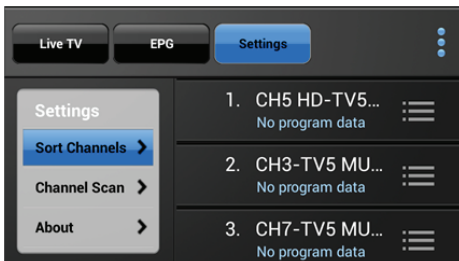 Live TV
EPG
Settings
Settings
Sort Channels
Channel Scan
About
1. CH5 HD-TV5...
No program data
2. CH3-TV5 MU...
No program data
3. CH7-TV5 MU...
No program data